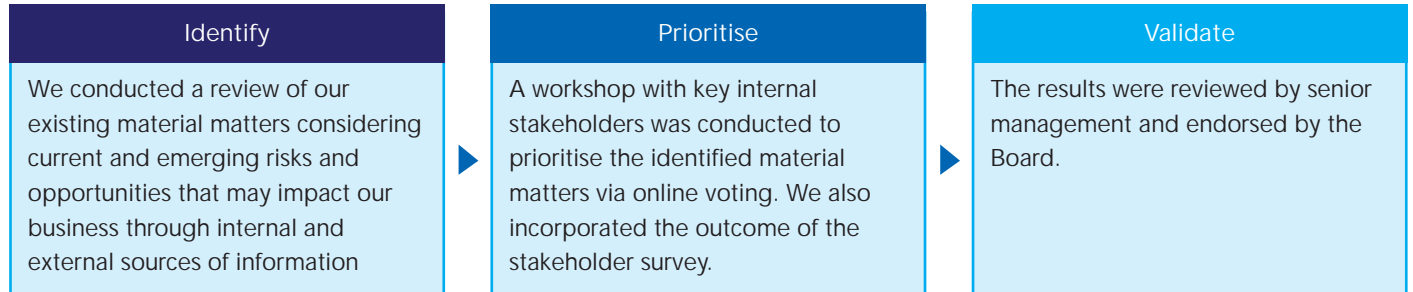 Identify
We conducted a review of our
existing material matters considering
current and emerging risks and
opportunities that may impact our
business through internal and
external sources of information
Prioritise
A workshop with key internal
stakeholders was conducted to
prioritise the identified material
matters via online voting. We also
incorporated the outcome of the
stakeholder survey.
Validate
The results were reviewed by senior
management and endorsed by the
Board.